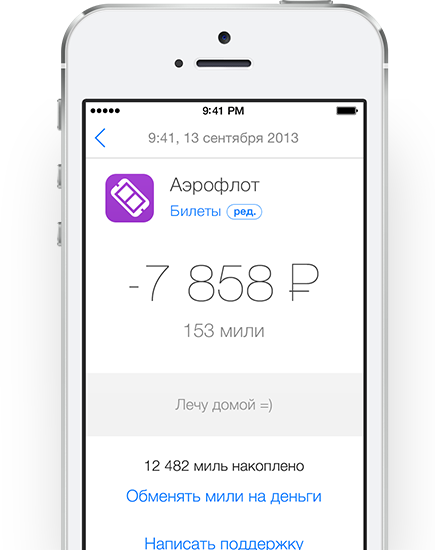 9:41 PM
9:41, 13 сентября 2013
Аэрофлот
Билеты ред.
-7 858 ₽
153 мили
Лечу домой =)
12 482 миль накоплено
Обменять мили на деньги
Написать поддержку